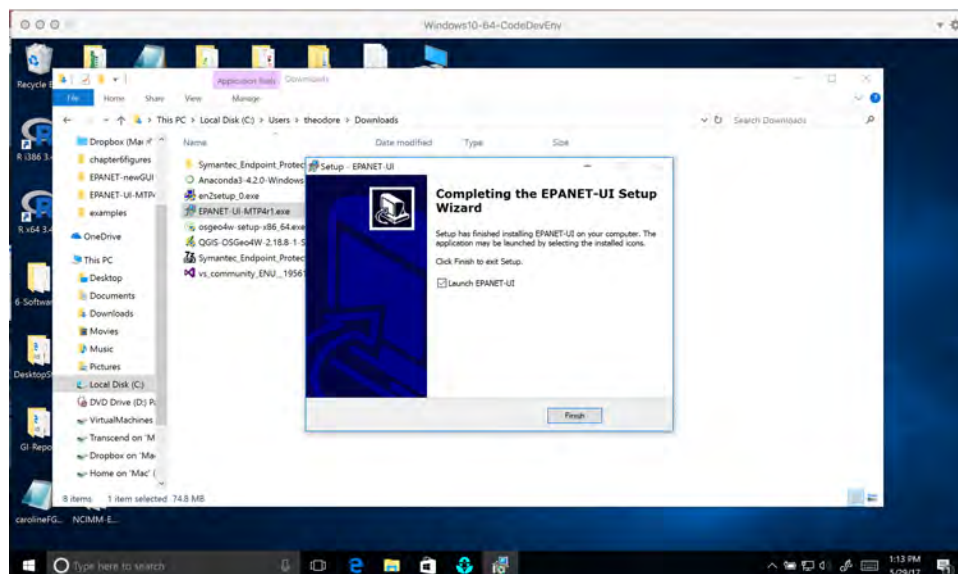 Windows10-64-CodeDevEnv
Recycle
Application Tools Downloads
File Home Share View Manage
This PC > Local Disk (C:) > Users > theodore > Downloads
Search Downloads
Dropbox (Mar
Name Date modified Type Size
R i386 3.
chapter6figures
Symantec_Endpoint_Protec
Setup - EPANET-UI
EPANET-newGUI
Anaconda3-4.2.0-Windows
EPANET-UI-MTP
en2setup_0.exe
Completing the EPANET-UI Setup
Wizard
examples
EPANET-UI-MTP4r1.exe
R x64 3.
osgeo4w-setup-x86_64.exe
Setup has finished installing EPANET-UI on your computer. The
application may be launched by selecting the installed icons.
OneDrive
QGIS-OSGeo4W-2.18.8-1-S
This PC
Symantec_Endpoint_Protec
Click Finish to exit Setup.
Desktop
vs_community_ENU__19561
Launch EPANET-UI
6-Softwar
Documents
Downloads
Movies
Music
Pictures
DesktopS
Local Disk (C:)
DVD Drive (D:) P
VirtualMachines
Finish
Transcend on 'M
GI-Repo
Dropbox on 'Ma
Home on 'Mac' (
8 items 1 item selected 74.8 MB
carolineFG... NCIMM-E...
Type here to search
1:13 PM
5/29/17